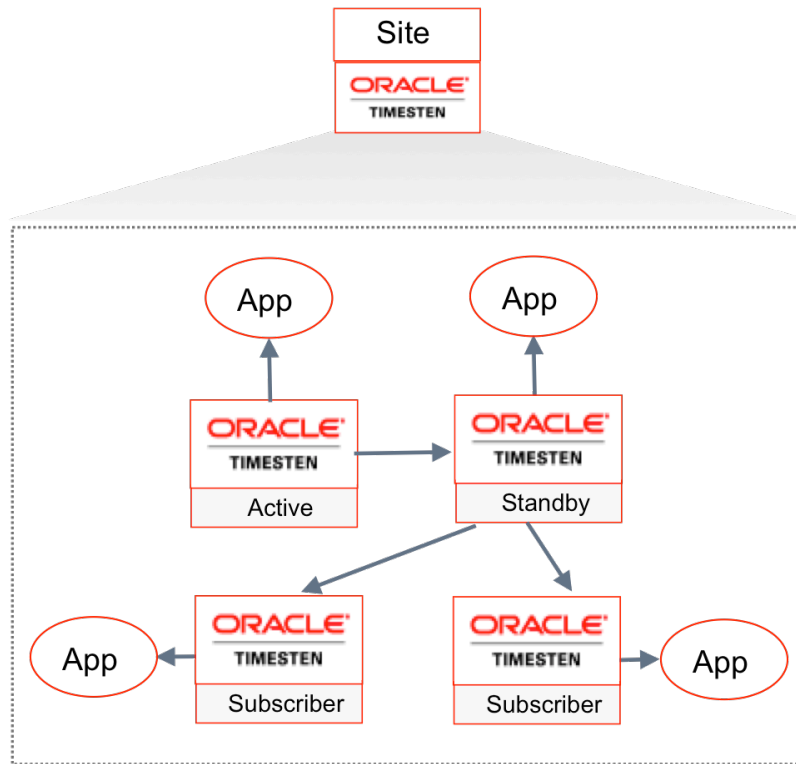 Site
ORACLE®
TIMESTEN
App
App
ORACLE®
TIMESTEN
Active
ORACLE®
TIMESTEN
Standby
App
ORACLE®
TIMESTEN
Subscriber
ORACLE®
TIMESTEN
Subscriber
App